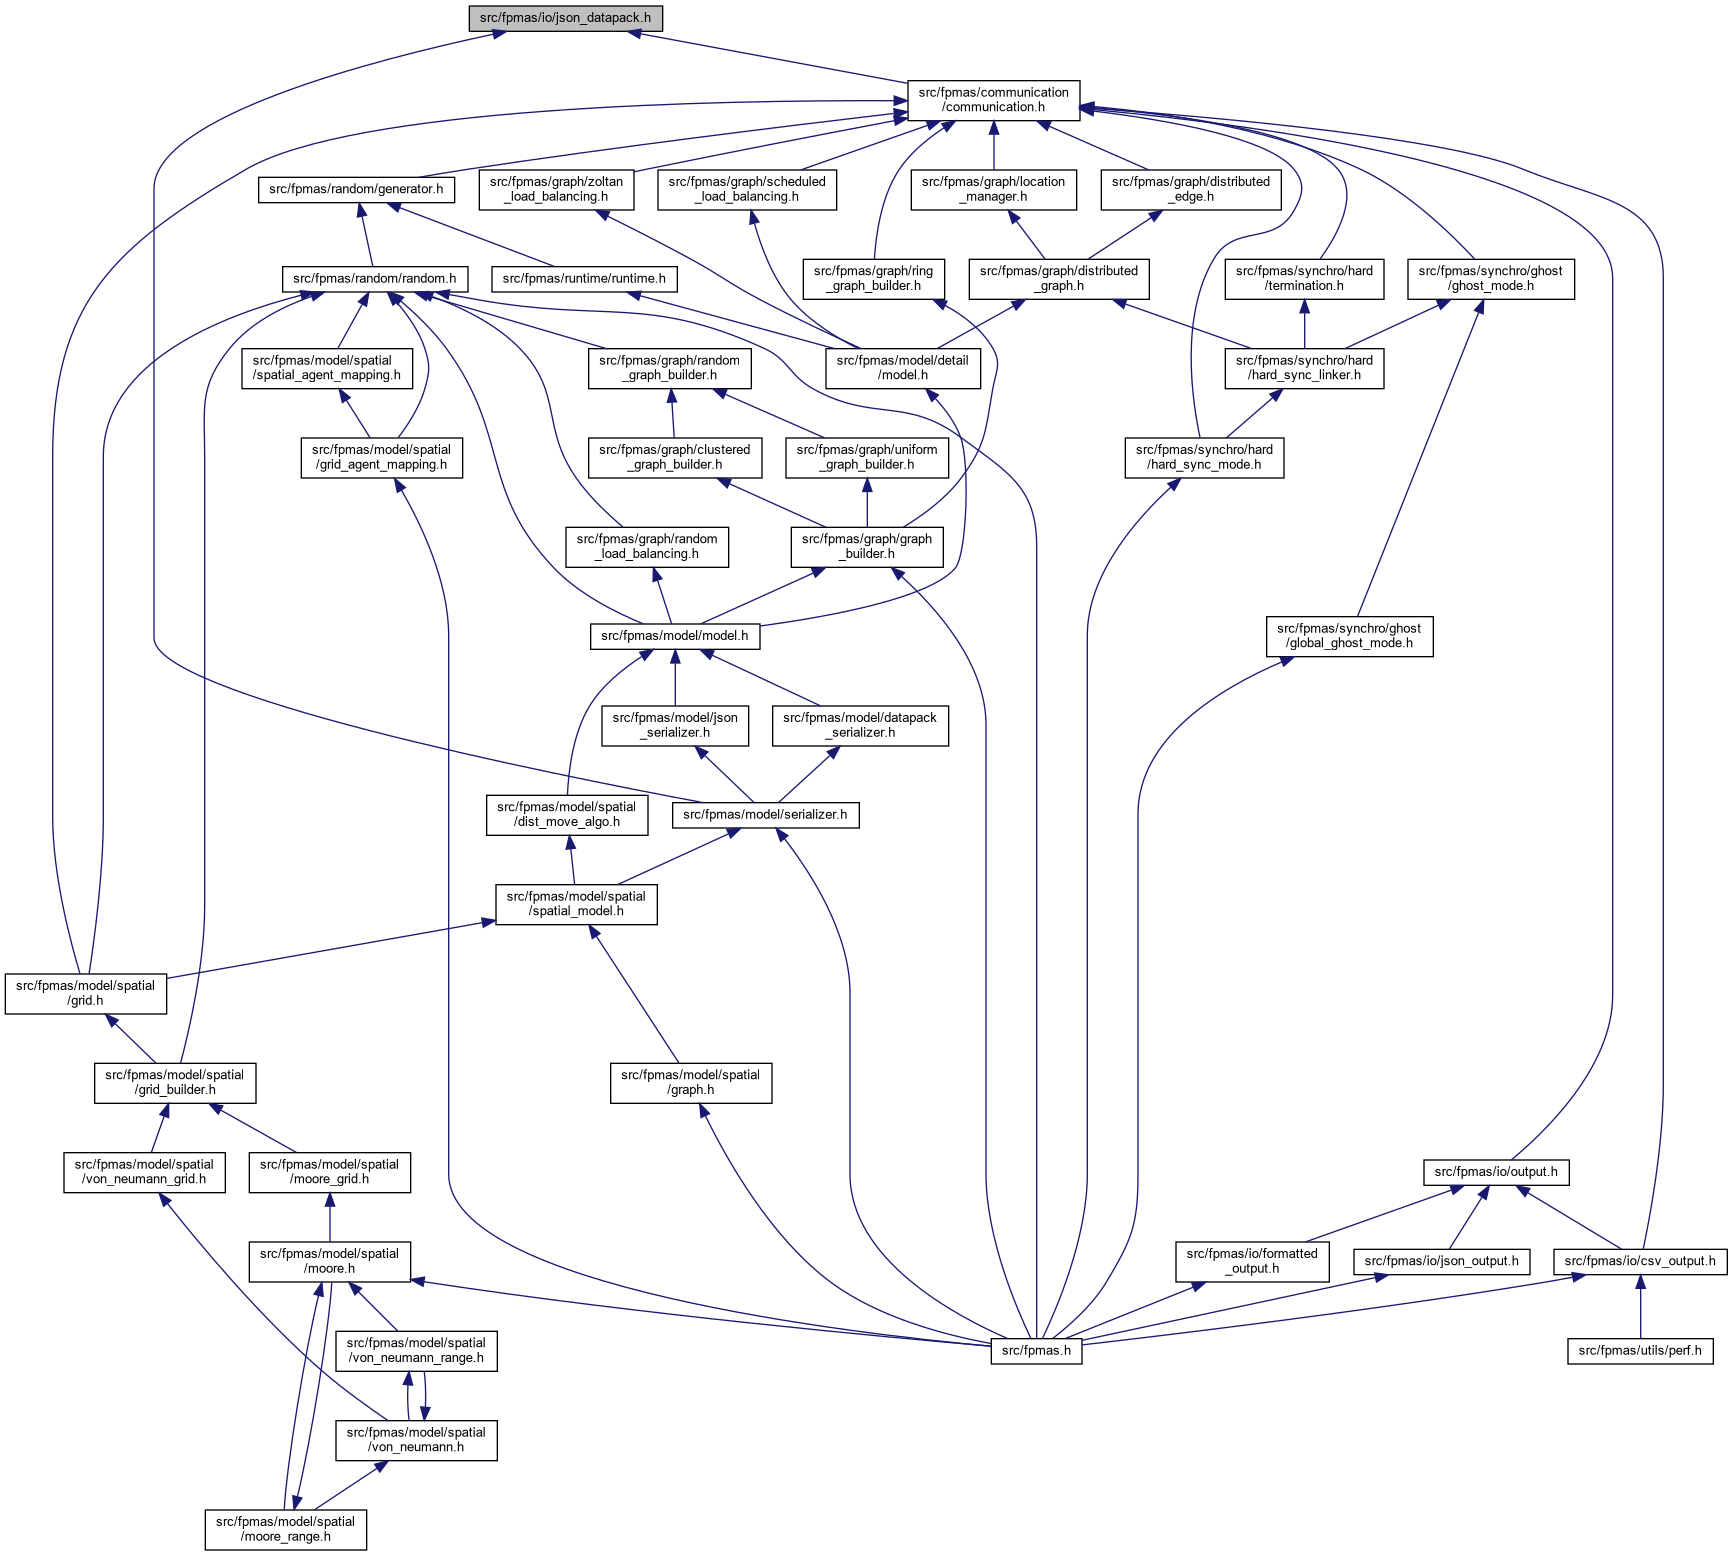 src/fpmas/io/json_datapack.h
src/fpmas/communication
/communication.h
src/fpmas/random/generator.h
src/fpmas/graph/zoltan
_load_balancing.h
src/fpmas/graph/scheduled
_load_balancing.h
src/fpmas/graph/location
_manager.h
src/fpmas/graph/distributed
_edge.h
src/fpmas/random/random.h
src/fpmas/runtime/runtime.h
src/fpmas/graph/ring
_graph_builder.h
src/fpmas/graph/distributed
_graph.h
src/fpmas/synchro/hard
/termination.h
src/fpmas/synchro/ghost
/ghost_mode.h
src/fpmas/model/spatial
/spatial_agent_mapping.h
src/fpmas/graph/random
_graph_builder.h
src/fpmas/model/detail
/model.h
src/fpmas/synchro/hard
/hard_sync_linker.h
src/fpmas/model/spatial
/grid_agent_mapping.h
src/fpmas/graph/clustered
_graph_builder.h
src/fpmas/graph/uniform
_graph_builder.h
src/fpmas/synchro/hard
/hard_sync_mode.h
src/fpmas/graph/random
_load_balancing.h
src/fpmas/graph/graph
_builder.h
src/fpmas/model/model.h
src/fpmas/synchro/ghost
/global_ghost_mode.h
src/fpmas/model/json
_serializer.h
src/fpmas/model/datapack
_serializer.h
src/fpmas/model/spatial
/dist_move_algo.h
src/fpmas/model/serializer.h
src/fpmas/model/spatial
/spatial_model.h
src/fpmas/model/spatial
/grid.h
src/fpmas/model/spatial
/grid_builder.h
src/fpmas/model/spatial
/graph.h
src/fpmas/model/spatial
/von_neumann_grid.h
src/fpmas/model/spatial
/moore_grid.h
src/fpmas/io/output.h
src/fpmas/model/spatial
/moore.h
src/fpmas/io/formatted
_output.h
src/fpmas/io/json_output.h
src/fpmas/io/csv_output.h
src/fpmas/model/spatial
/von_neumann_range.h
src/fpmas.h
src/fpmas/utils/perf.h
src/fpmas/model/spatial
/von_neumann.h
src/fpmas/model/spatial
/moore_range.h